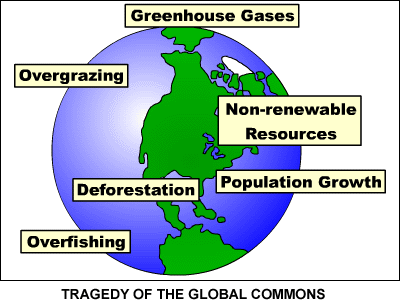 Greenhouse Gases
Overgrazing
Non-renewable
Resources
Deforestation
Population Growth
Overfishing
TRAGEDY OF THE GLOBAL COMMONS